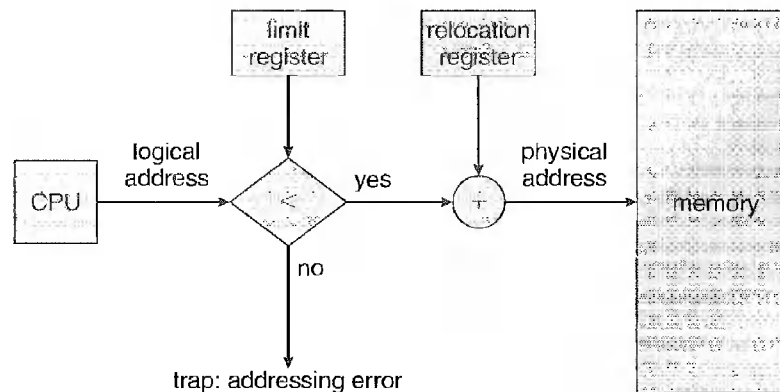 limit
register
relocation
register
logical
address
yes
physical
address
CPU
<
+
memory
no
trap: addressing error